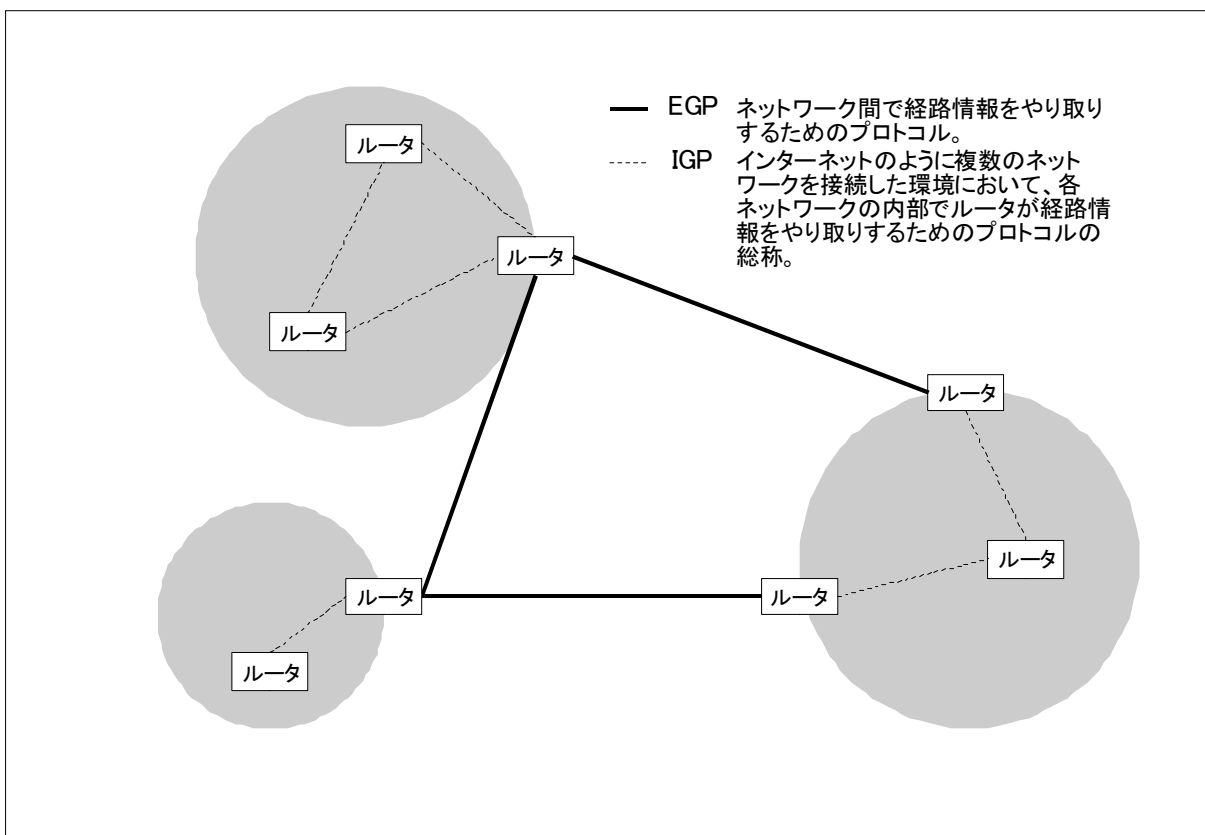 EGP ネットワーク間で経路情報をやり取り
するためのプロトコル。
IGP インターネットのように複数のネット
ワークを接続した環境において、各
ネットワークの内部でルータが経路情
報をやり取りするためのプロトコルの
総称。
ルータ
ルータ
ルータ
ルータ
ルータ
ルータ
ルータ
ルータ